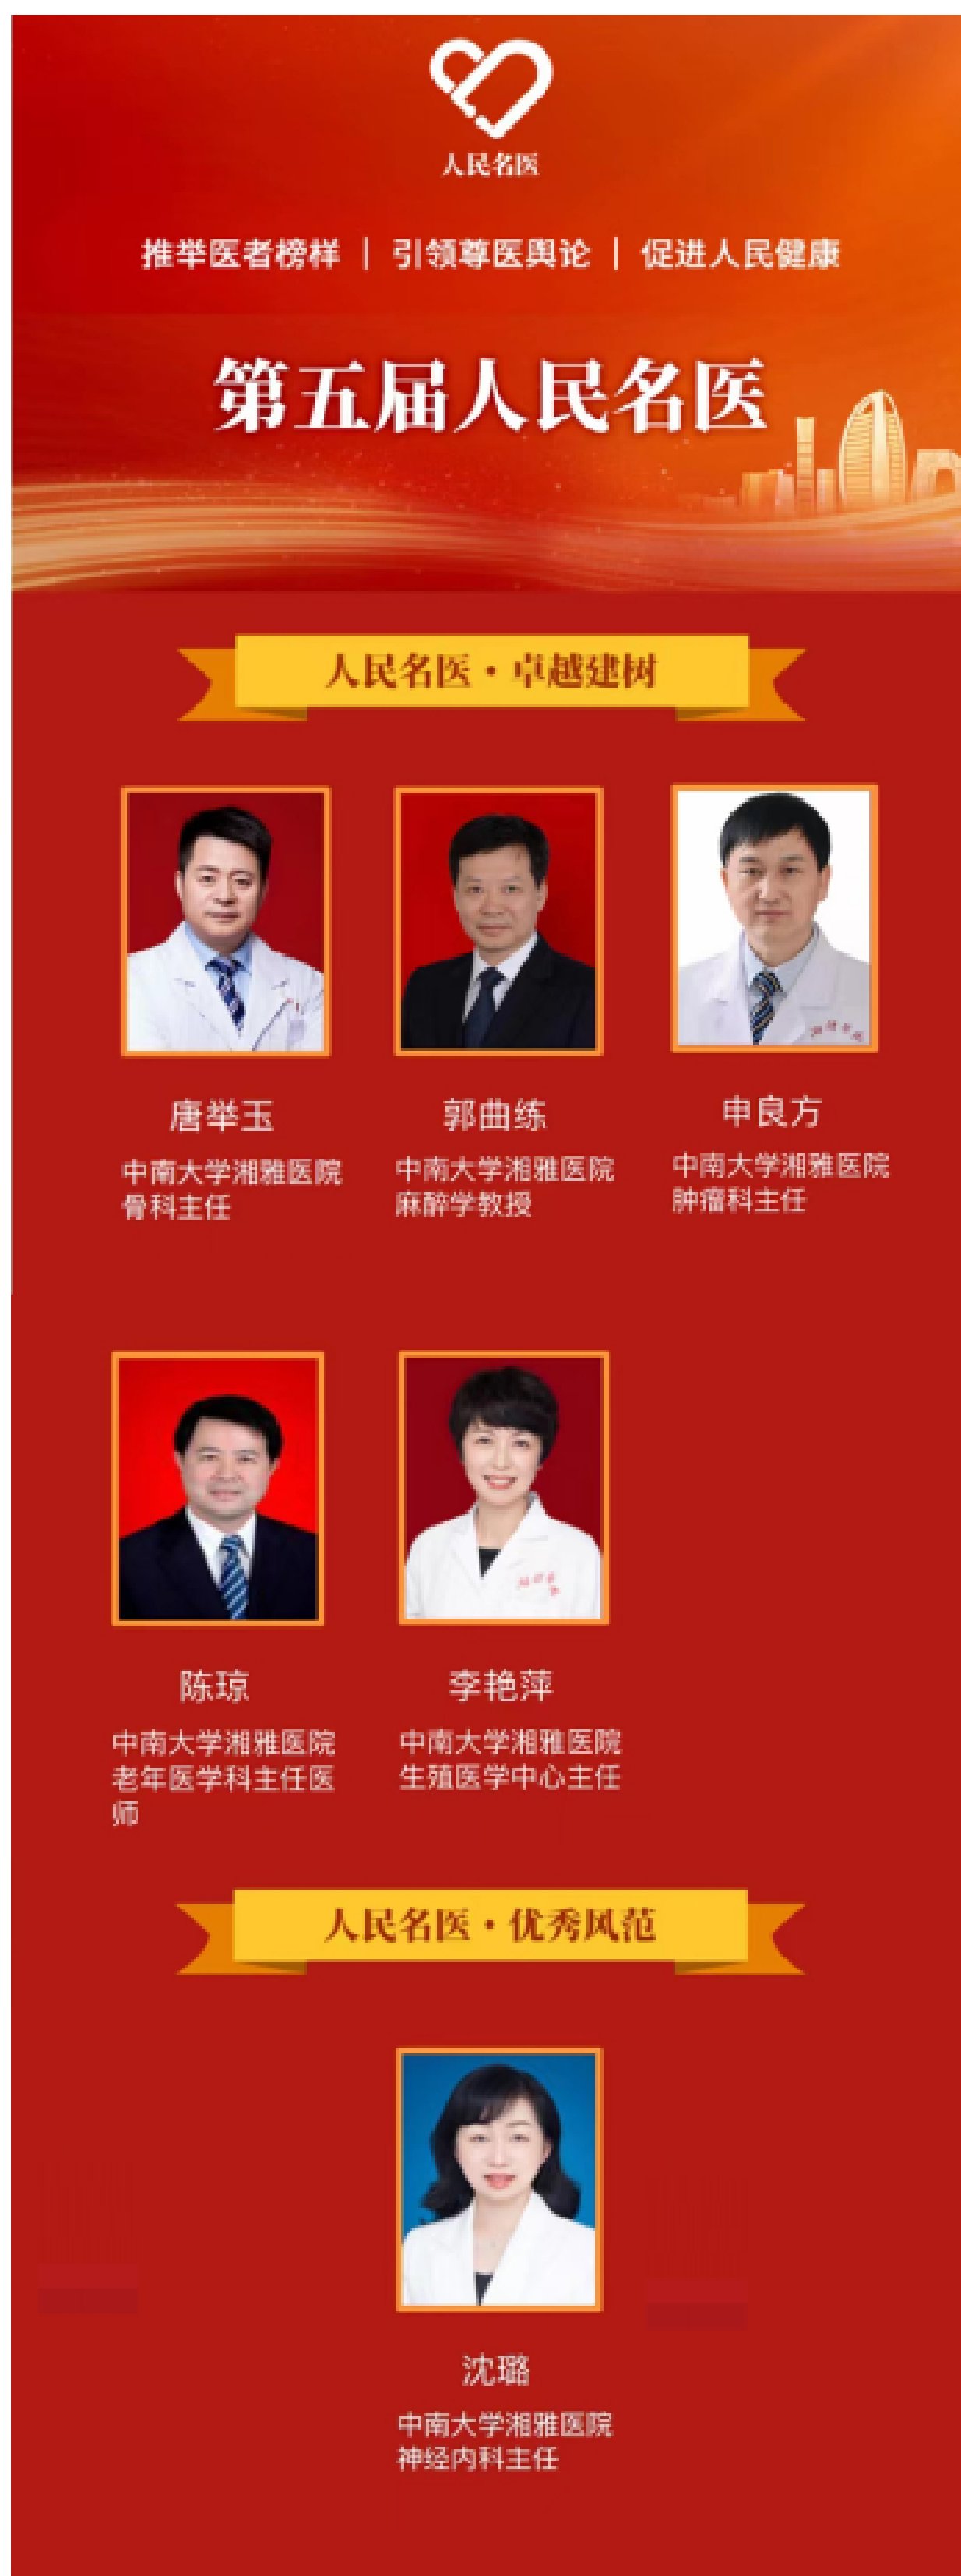 人民名医
推举医者榜样｜引领尊医舆论｜促进人民健康
第五届人民名医
人民名医·卓越建树
唐举玉
中南大学湘雅医院
骨科主任
郭曲练
中南大学湘雅医院
麻醉学教授
申良方
中南大学湘雅医院
肿瘤科主任
陈琼
中南大学湘雅医院
老年医学科主任医
师
李艳萍
中南大学湘雅医院
生殖医学中心主任
人民名医·优秀风范
沈璐
中南大学湘雅医院
神经内科主任